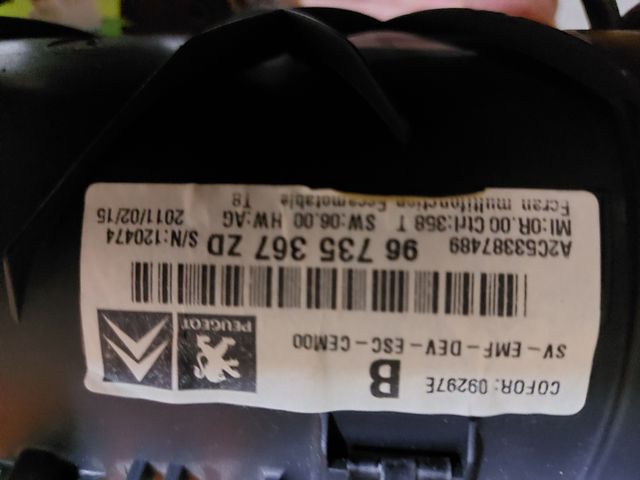 COFOR: 09297E
B
SV-EMF-DEV-ESC-CEM00
PEUGEOT
96 735 367 ZD
A2C53387489
S/N:120474
MI:0R.00 Ctrl:358 T SW:06.00 HW:AG 2011/02/15
Ecran multifonction Escamotable T8